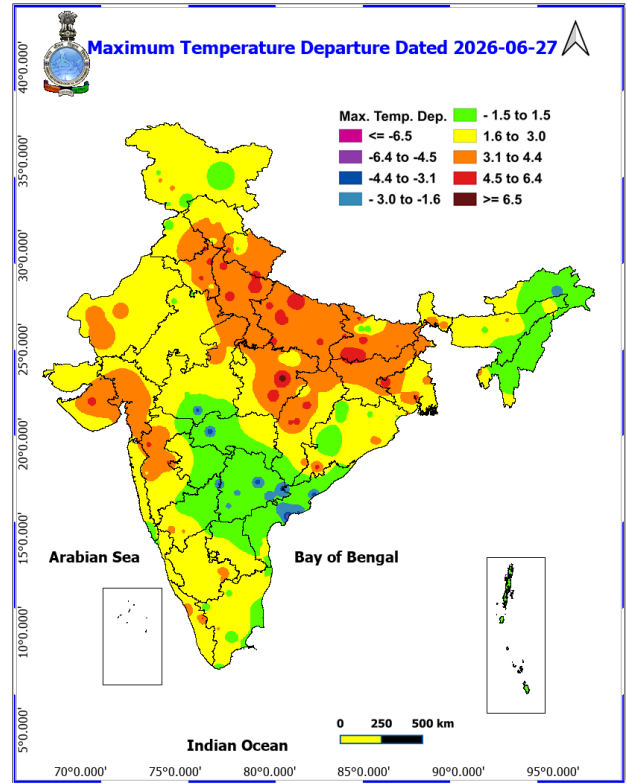 Maximum Temperature Departure Dated 2026-06-27
40°0.000'
35°0.000'
30°0.000'
25°0.000'
20°0.000'
15°0.000'
10°0.000'
5°0.000'
Max. Temp. Dep.
<= -6.5
-6.4 to -4.5
-4.4 to -3.1
- 3.0 to -1.6
- 1.5 to 1.5
1.6 to 3.0
3.1 to 4.4
4.5 to 6.4
>= 6.5
Arabian Sea
Bay of Bengal
Indian Ocean
0 250 500 km
70°0.000' 75°0.000' 80°0.000' 85°0.000' 90°0.000' 95°0.000'